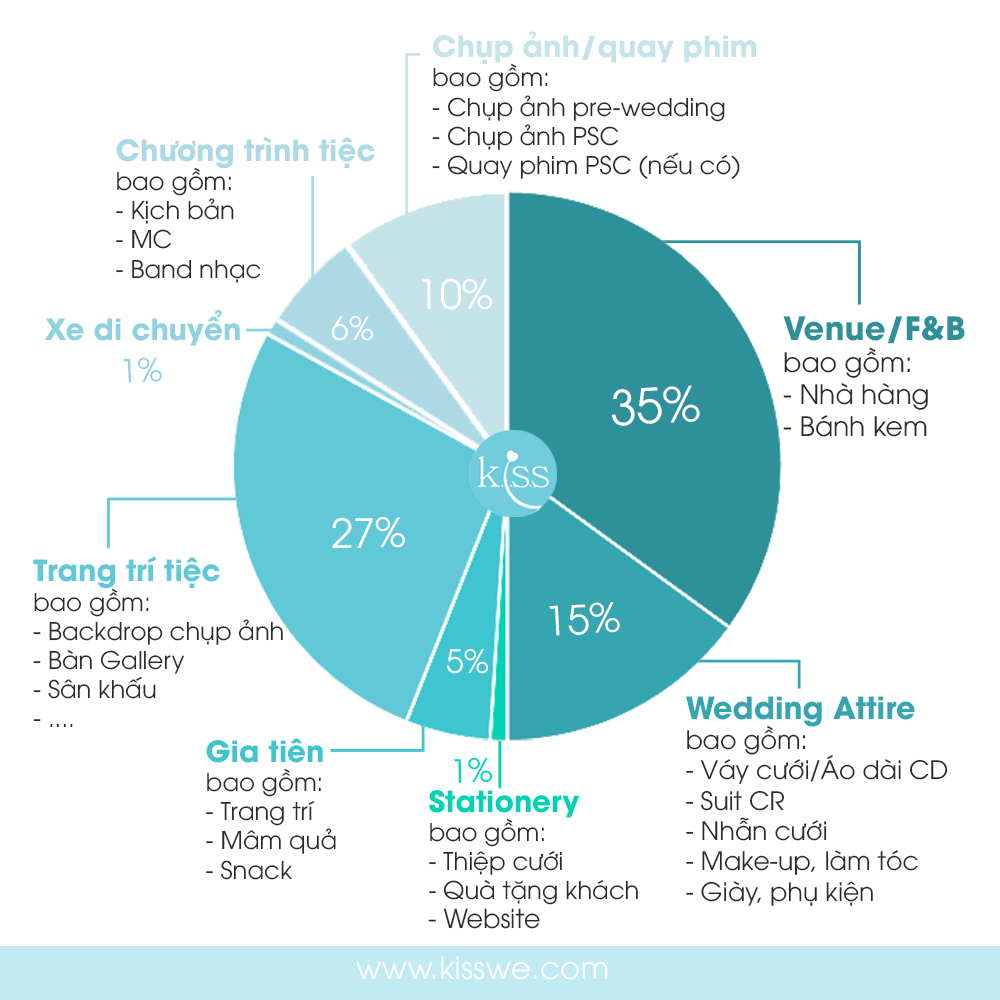 Chụp ảnh/quay phim
bao gồm:
- Chụp ảnh pre-wedding
- Chụp ảnh PSC
- Quay phim PSC (nếu có)
Chương trình tiệc
bao gồm:
- Kịch bản
- MC
- Band nhạc
10%
6%
Xe di chuyển
1%
Venue/F&B
bao gồm:
- Nhà hàng
- Bánh kem
35%
k.i.s.s
27%
15%
5%
Trang trí tiệc
bao gồm:
- Backdrop chụp ảnh
- Bàn Gallery
- Sân khấu
- ....
Gia tiên
bao gồm:
- Trang trí
- Mâm quả
- Snack
1%
Stationery
bao gồm:
- Thiệp cưới
- Quà tặng khách
- Website
Wedding Attire
bao gồm:
- Váy cưới/Áo dài CD
- Suit CR
- Nhẫn cưới
- Make-up, làm tóc
- Giày, phụ kiện
www.kisswe.com